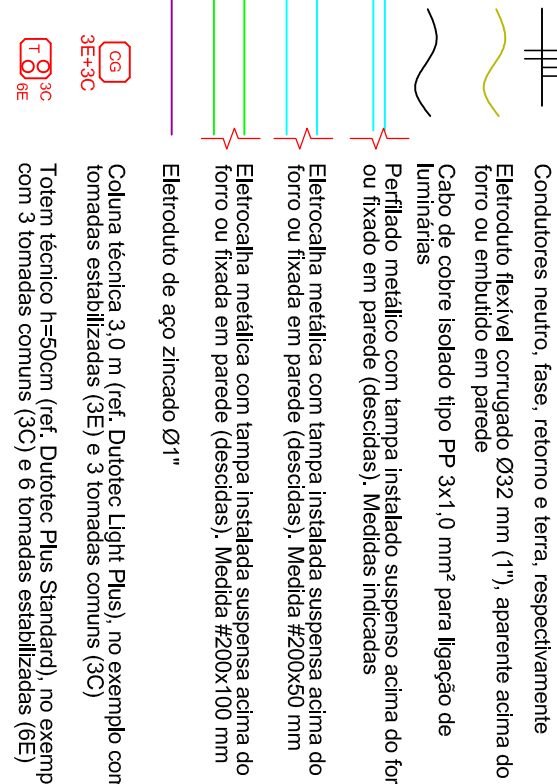 Condutores neutro, fase, retorno e terra, respectivamente
Eletroduto flexível corrugado Ø32 mm (1"), aparente acima do
forro ou embutido em parede
Cabo de cobre isolado tipo PP 3x1,0 mm² para ligação de
luminárias
Perfilado metálico com tampa instalado suspenso acima do for
ou fixado em parede (descidas). Medidas indicadas
Eletrocalha metálica com tampa instalada suspensa acima do
forro ou fixada em parede (descidas). Medida #200x50 mm
Eletrocalha metálica com tampa instalada suspensa acima do
forro ou fixada em parede (descidas). Medida #200x100 mm
Eletroduto de aço zincado Ø1"
CG
3E+3C
Coluna técnica 3,0 m (ref. Dutotec Light Plus), no exemplo con
tomadas estabilizadas (3E) e 3 tomadas comuns (3C)
T
3C
6E
Totem técnico h=50cm (ref. Dutotec Plus Standard), no exemp
com 3 tomadas comuns (3C) e 6 tomadas estabilizadas (6E)